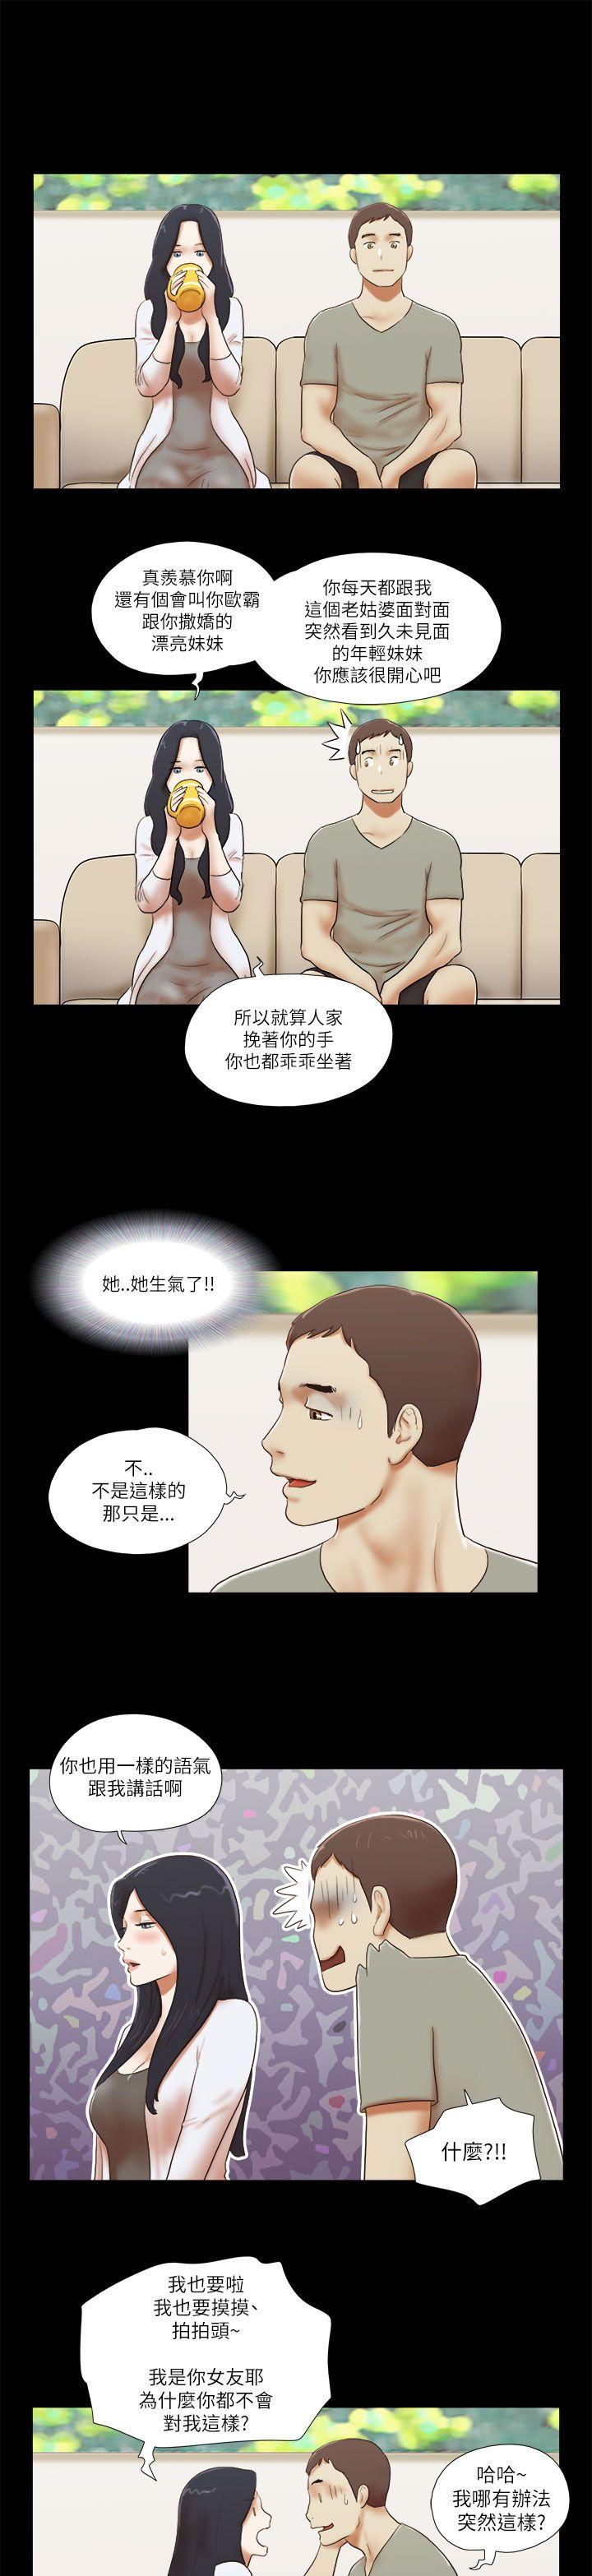 真羨慕你啊
還有個會叫你歐霸
跟你撒嬌的
漂亮妹妹
你每天都跟我
這個老姑婆面對面
突然看到久未見面
的年輕妹妹
你應該很開心吧
所以就算人家
挽著你的手
你也都乖乖坐著
她..她生氣了!!
不..
不是這樣的
那只是...
你也用一樣的語氣
跟我講話啊
什麼?!!
我也要啦
我也要摸摸、
拍拍頭~
我是你女友耶
為什麼你都不會
對我這樣?
哈哈~
我哪有辦法
突然這樣?